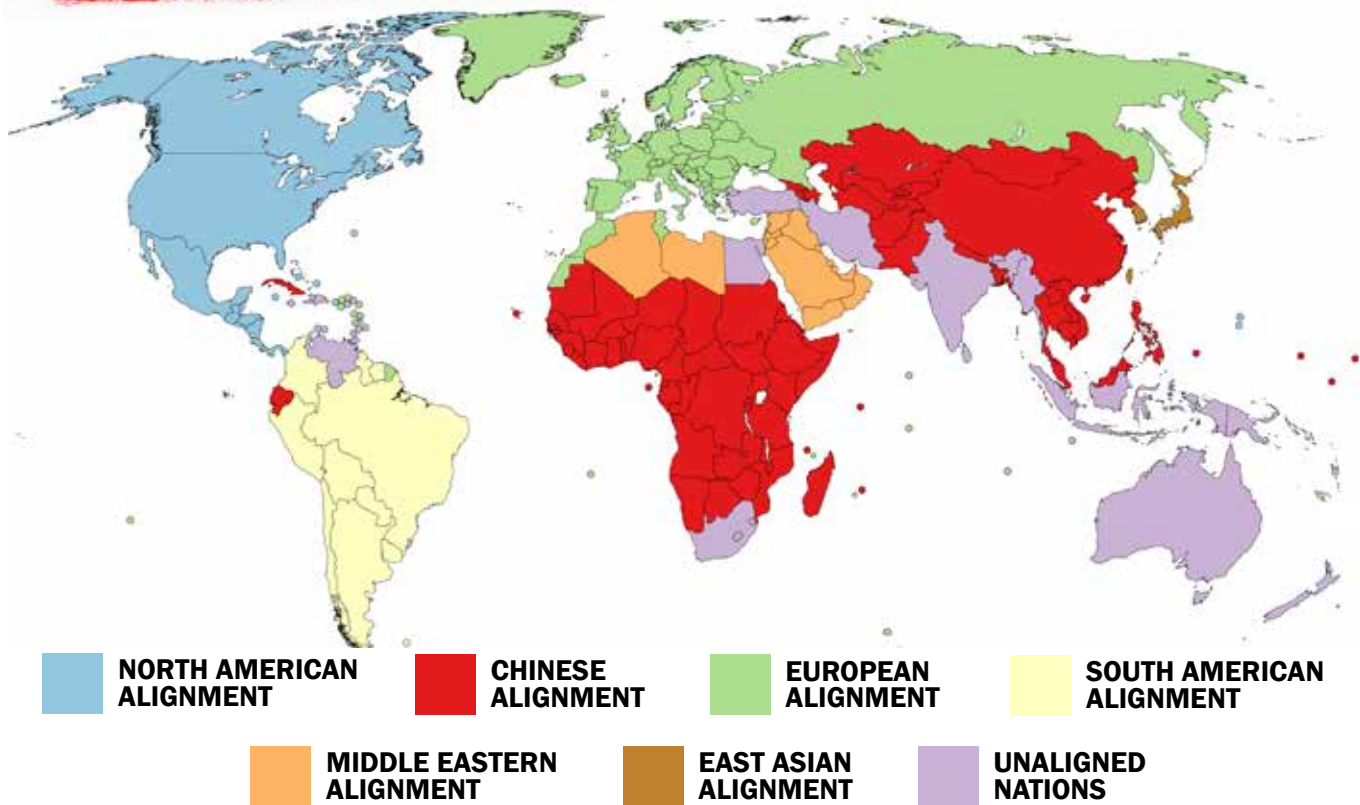 NORTH AMERICAN
ALIGNMENT
CHINESE
ALIGNMENT
EUROPEAN
ALIGNMENT
SOUTH AMERICAN
ALIGNMENT
MIDDLE EASTERN
ALIGNMENT
EAST ASIAN
ALIGNMENT
UNALIGNED
NATIONS